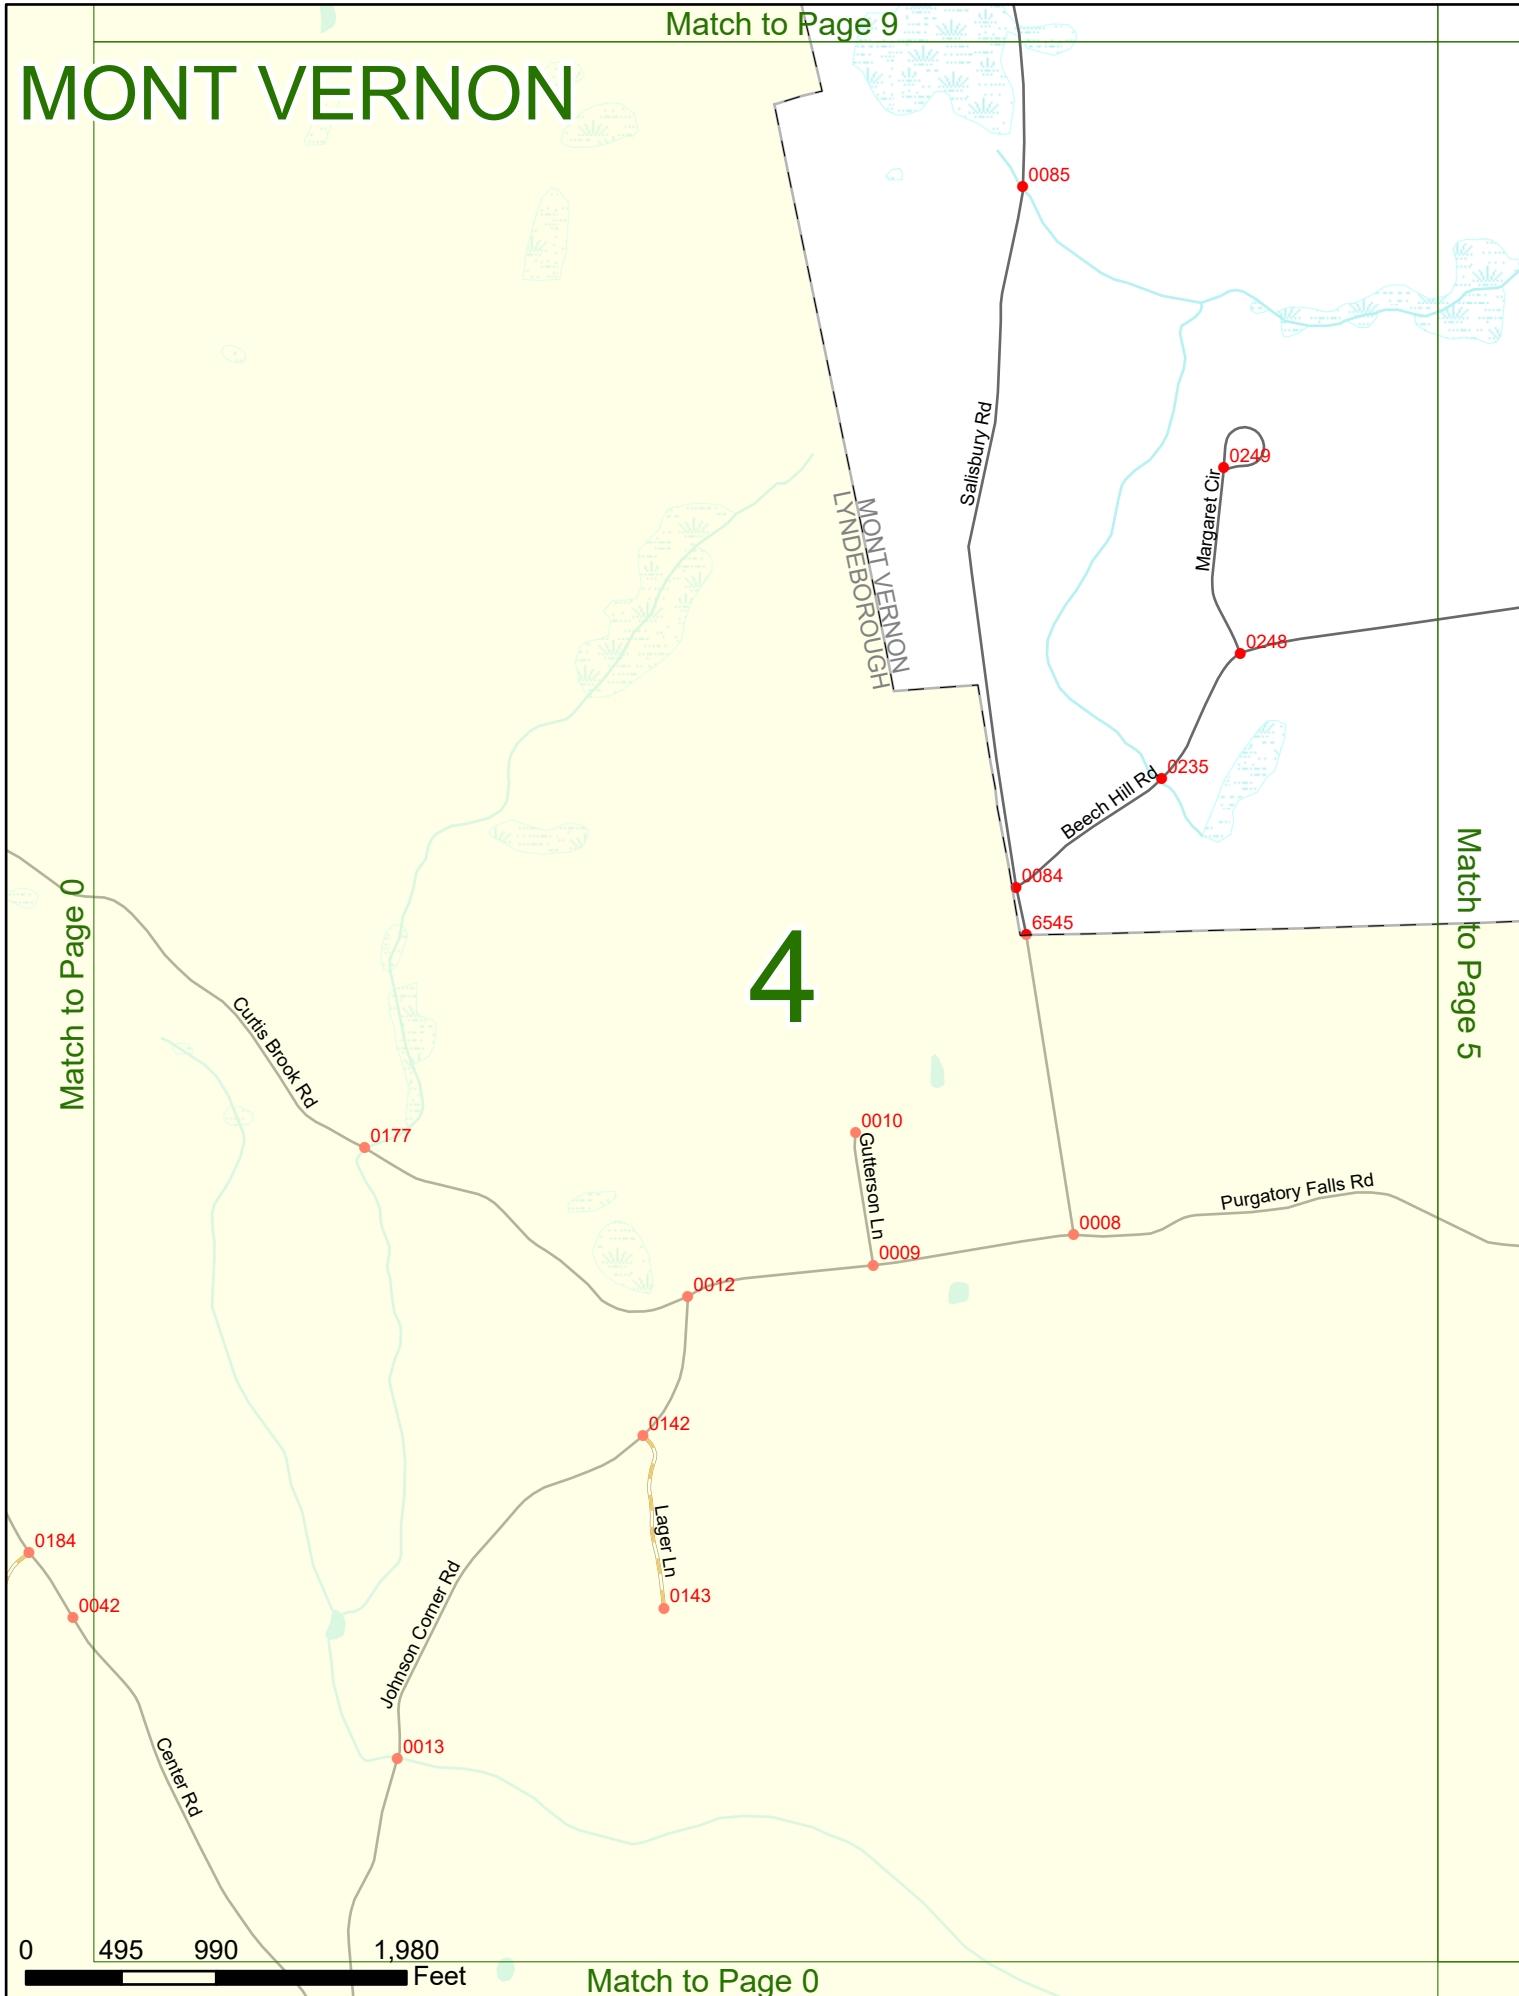 Match to Page 9
MONT VERNON
0085
Salisbury Rd
0249
Margaret Cir
MONT VERNON
LYNDEBOROUGH
0248
0235
Beech Hill Rd
0084
6545
Match to Page 0
4
Match to Page 5
Curtis Brook Rd
0177
0010
Gutterson Ln
Purgatory Falls Rd
0008
0009
0012
0142
Lager Ln
0184
0143
0042
Johnson Corner Rd
0013
Center Rd
0 495 990 1,980
Feet
Match to Page 0